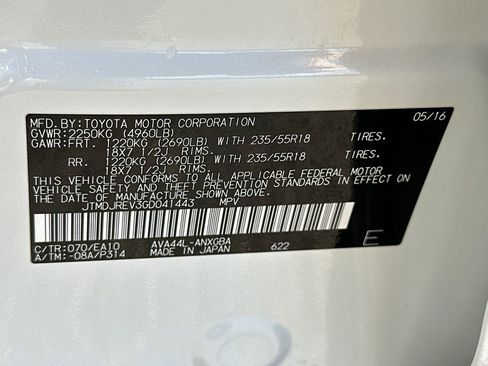 MFD.BY:TOYOTA MOTOR CORPORATION 05/16
GVWR:2250KG (4960LB)
GAWR:FRT. 1220KG (2690LB) WITH 235/55R18 TIRES.
18X7 1/2J RIMS.
RR. 1220KG (2690LB) WITH 235/55R18 TIRES.
18X7 1/2J RIMS.
THIS VEHICLE CONFORMS TO ALL APPLICABLE FEDERAL MOTOR
VEHICLE SAFETY AND THEFT PREVENTION STANDARDS IN EFFECT ON
THE DATE OF MANUFACTURE SHOWN ABOVE.
JTMDJREV3GD041443 MPV
C/TR:070/EA10 AVA44L-ANXGBA
A/TM:-08A/P314 MADE IN JAPAN 622 E